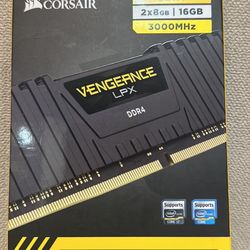 CORSAIR
2x8GB | 16GB
3000MHz
VENGEANCE
LPX
DDR4
Supports
Supports